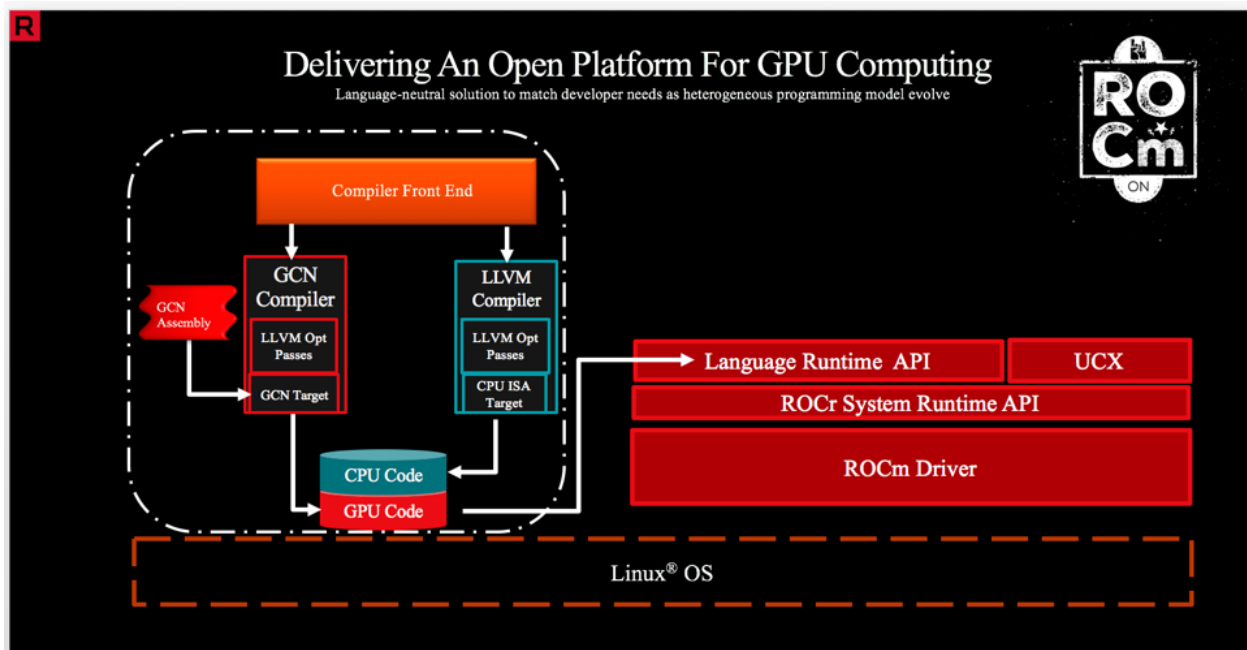 R
Delivering An Open Platform For GPU Computing
Language-neutral solution to match developer needs as heterogeneous programming model evolve
RO
Cm
ON
Compiler Front End
GCN
Compiler
LLVM Opt
Passes
GCN Target
GCN
Assembly
LLVM
Compiler
LLVM Opt
Passes
CPU ISA
Target
CPU Code
GPU Code
Language Runtime API
UCX
ROCr System Runtime API
ROCm Driver
Linux® OS